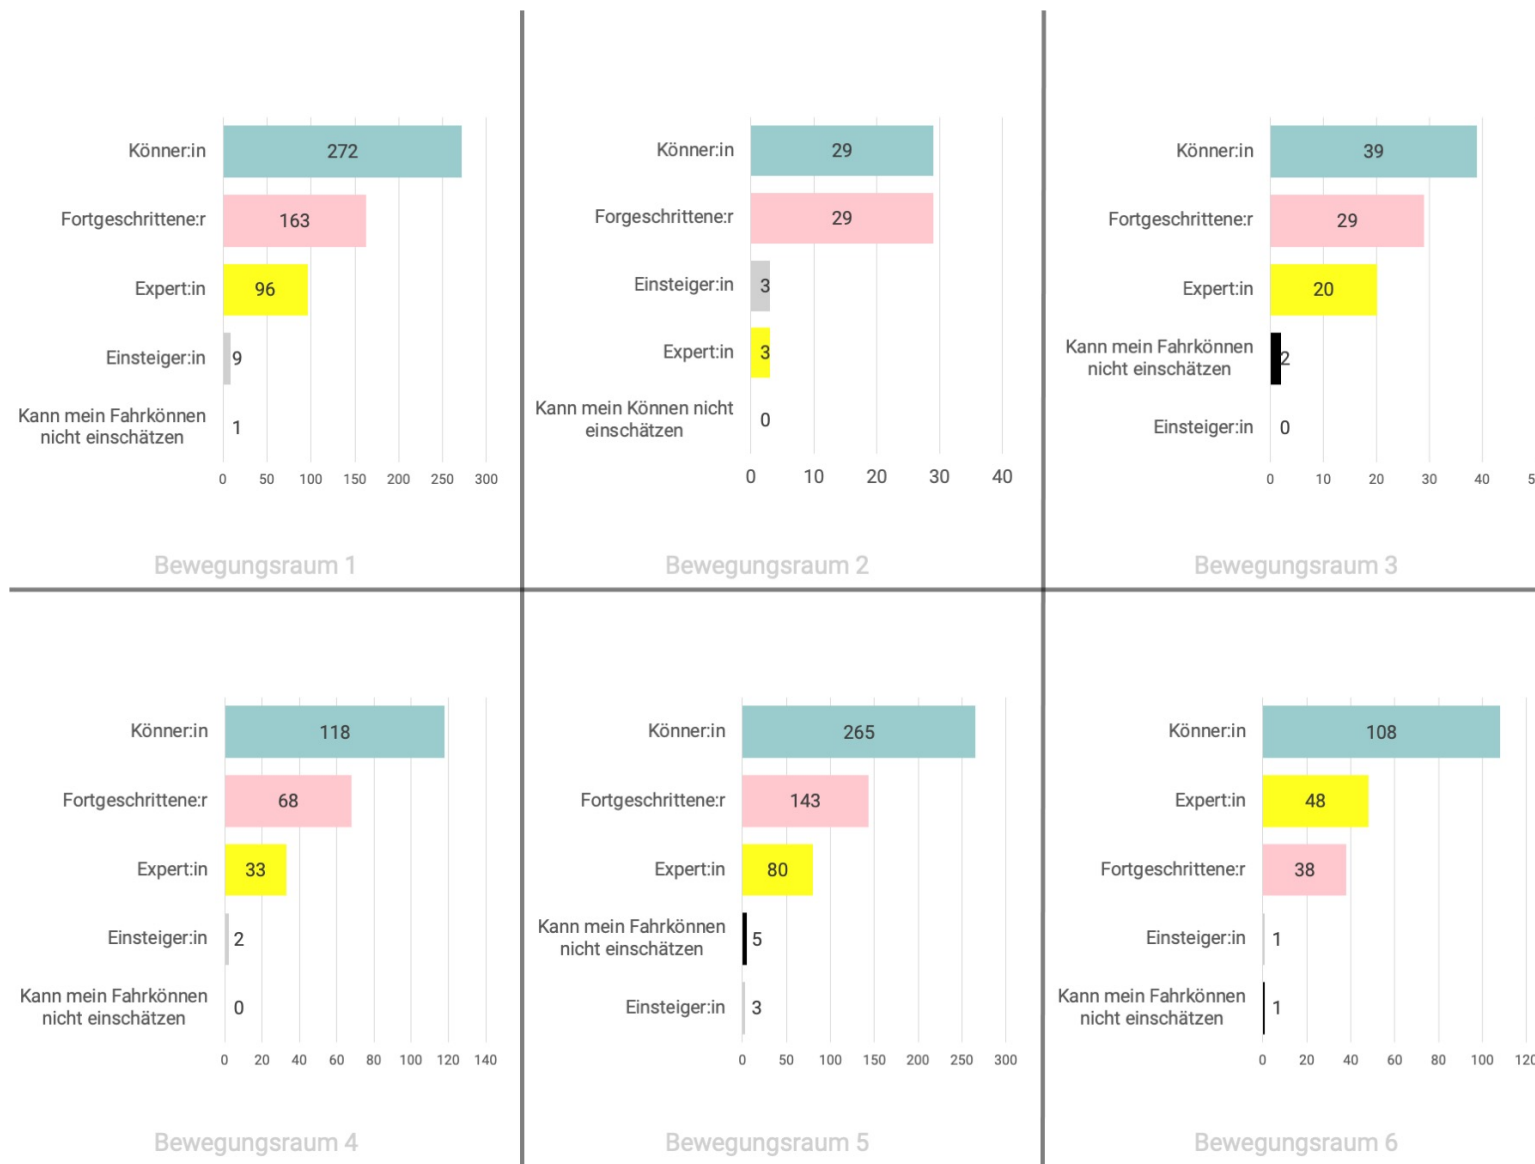 Könner:in
272
Fortgeschrittene:r
163
Expert:in
96
Einsteiger:in
9
Kann mein Fahrkönnen
nicht einschätzen
1
0 50 100 150 200 250 300
Bewegungsraum 1
Könner:in
29
Forgeschrittene:r
29
Einsteiger:in
3
Expert:in
3
Kann mein Können nicht
einschätzen
0
0 10 20 30 40
Bewegungsraum 2
Könner:in
39
Fortgeschrittene:r
29
Expert:in
20
Kann mein Fahrkönnen
nicht einschätzen
2
Einsteiger:in
0
0 10 20 30 40 5
Bewegungsraum 3
Könner:in
118
Fortgeschrittene:r
68
Expert:in
33
Einsteiger:in
2
Kann mein Fahrkönnen
nicht einschätzen
0
0 20 40 60 80 100 120 140
Bewegungsraum 4
Könner:in
265
Fortgeschrittene:r
143
Expert:in
80
Kann mein Fahrkönnen
nicht einschätzen
5
Einsteiger:in
3
0 50 100 150 200 250 300
Bewegungsraum 5
Könner:in
108
Expert:in
48
Fortgeschrittene:r
38
Einsteiger:in
1
Kann mein Fahrkönnen
nicht einschätzen
1
0 20 40 60 80 100 120
Bewegungsraum 6